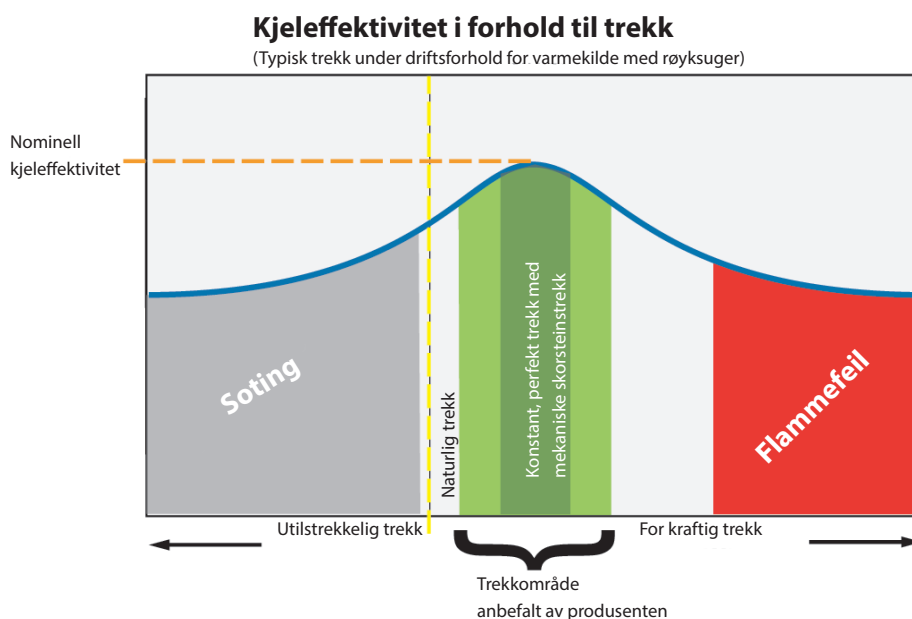 Kjeleffektivitet i forhold til trekk
(Typisk trekk under driftsforhold for varmekilde med røyksuger)
Nominell
kjeleffektivitet
Soting
Naturlig trekk
Konstant, perfekt trekk med
mekaniske skorsteinstrekk
Flammefeil
Utilstrekkelig trekk
For kraftig trekk
Trekkområde
anbefalt av produsenten